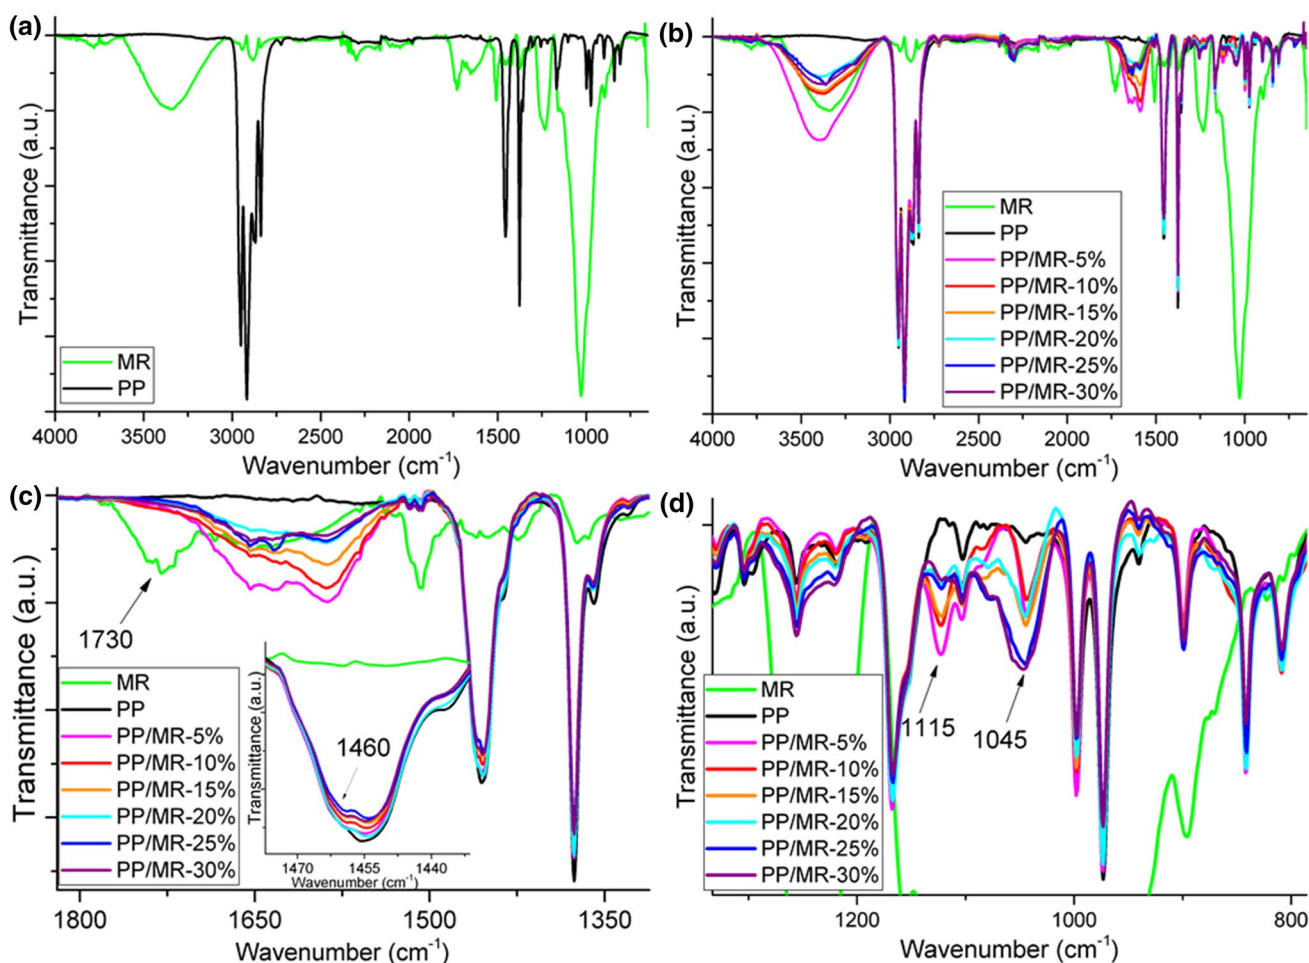 (a)
Transmittance (a.u.)
MR
PP
4000 3500 3000 2500 2000 1500 1000
Wavenumber (cm-1)
(b)
Transmittance (a.u.)
MR
PP
PP/MR-5%
PP/MR-10%
PP/MR-15%
PP/MR-20%
PP/MR-25%
PP/MR-30%
4000 3500 3000 2500 2000 1500 1000
Wavenumber (cm-1)
(c)
Transmittance (a.u.)
1730
MR
PP
PP/MR-5%
PP/MR-10%
PP/MR-15%
PP/MR-20%
PP/MR-25%
PP/MR-30%
Transmittance (a.u.)
1460
1470 1455 1440
Wavenumber (cm-1)
1800 1650 1500 1350
Wavenumber (cm-1)
(d)
Transmittance (a.u.)
1115
1045
MR
PP
PP/MR-5%
PP/MR-10%
PP/MR-15%
PP/MR-20%
PP/MR-25%
PP/MR-30%
1200 1000 800
Wavenumber (cm-1)